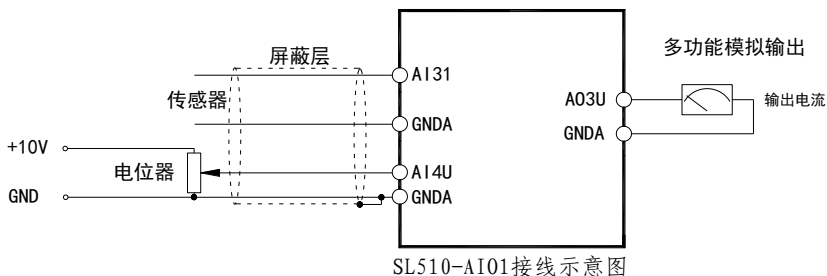 屏蔽层
多功能模拟输出
AI31
传感器
AO3U
输出电流
GNDA
GNDA
+10V
电位器
AI4U
GND
GNDA
SL510-AI01接线示意图